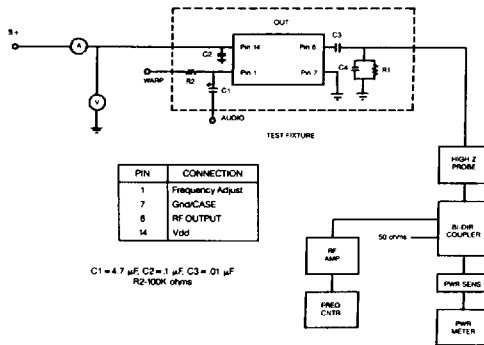 OUT
B+
A
C2
Pin 14
Pin 8
C3
Pin 1
Pin 7
C4
R1
WARP
R2
C1
V
AUDIO
TEST FIXTURE
HIGH Z
PROBE
PIN CONNECTION
1 Frequency Adjust
7 Gnd/CASE
8 RF OUTPUT
14 Vdd
50 ohms
BI-DIR
COUPLER
RF
AMP
C1 = 4.7 µF, C2 = .1 µF, C3 = .01 µF
R2-100K ohms
PWR SENS
FREQ
CNTR
PWR
METER